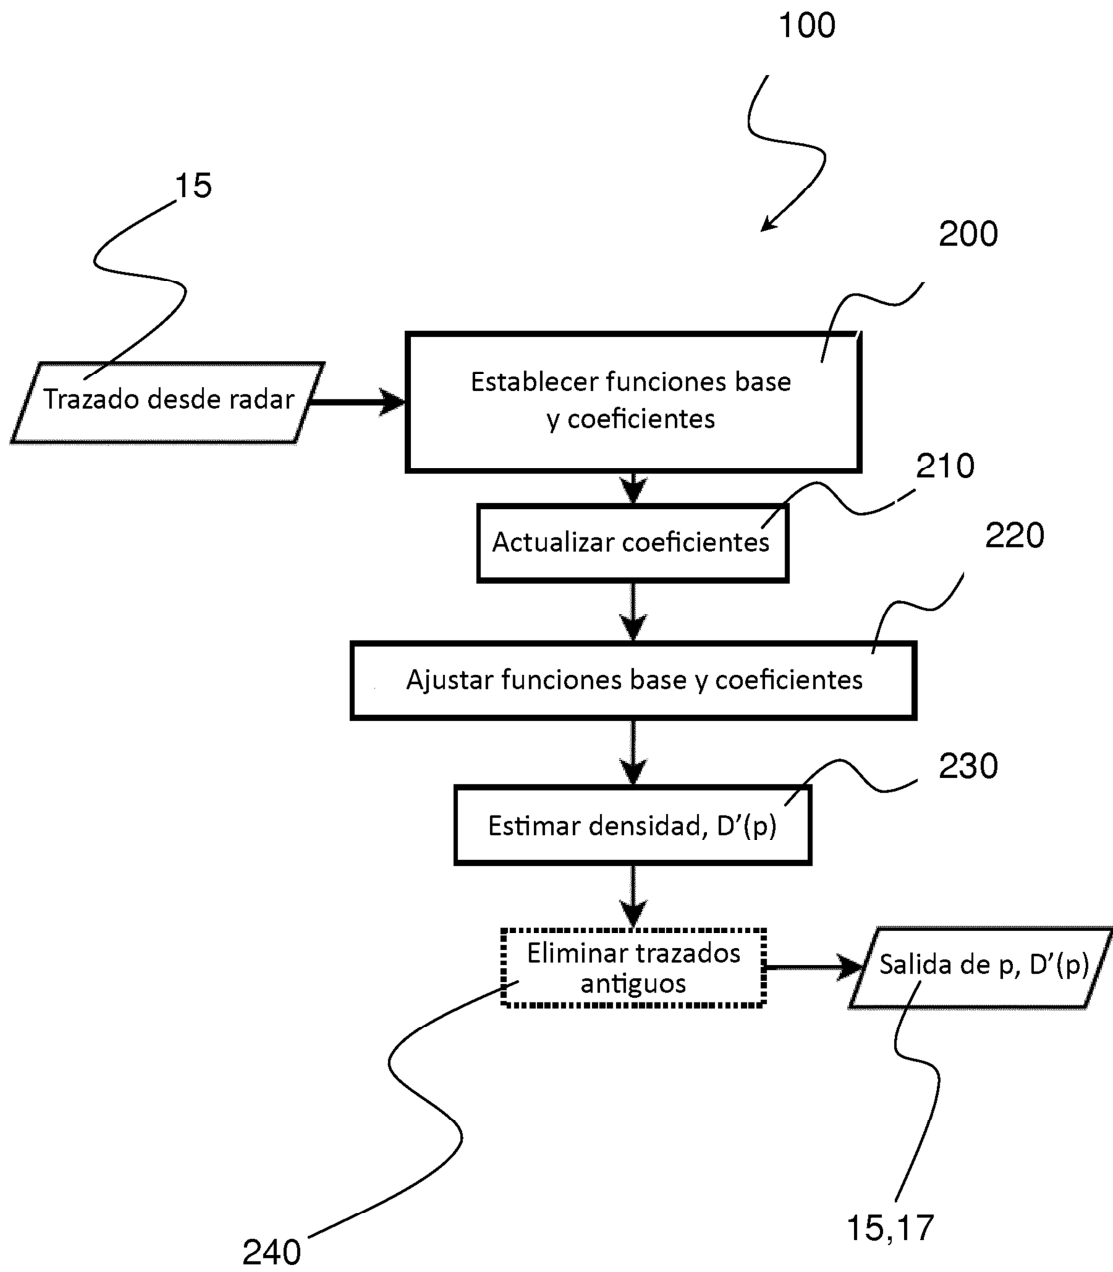 100
15
200
Trazado desde radar
Establecer funciones base
y coeficientes
210
Actualizar coeficientes
220
Ajustar funciones base y coeficientes
230
Estimar densidad, D’(p)
Eliminar trazados
antiguos
Salida de p, D’(p)
240
15,17